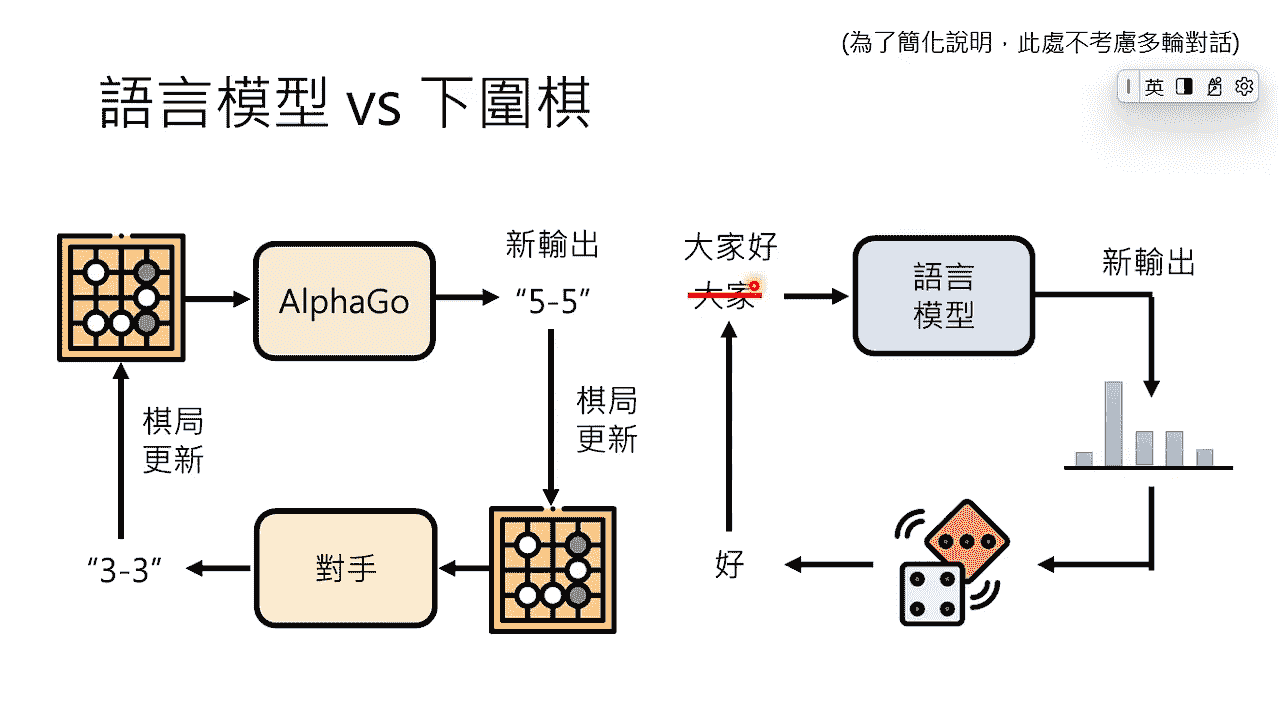 (為了簡化說明，此處不考慮多輪對話)
英
語言模型 vs 下圍棋
AlphaGo
新輸出
“5-5”
棋局
更新
對手
“3-3”
棋局
更新
大家好
大家
語言
模型
新輸出
好